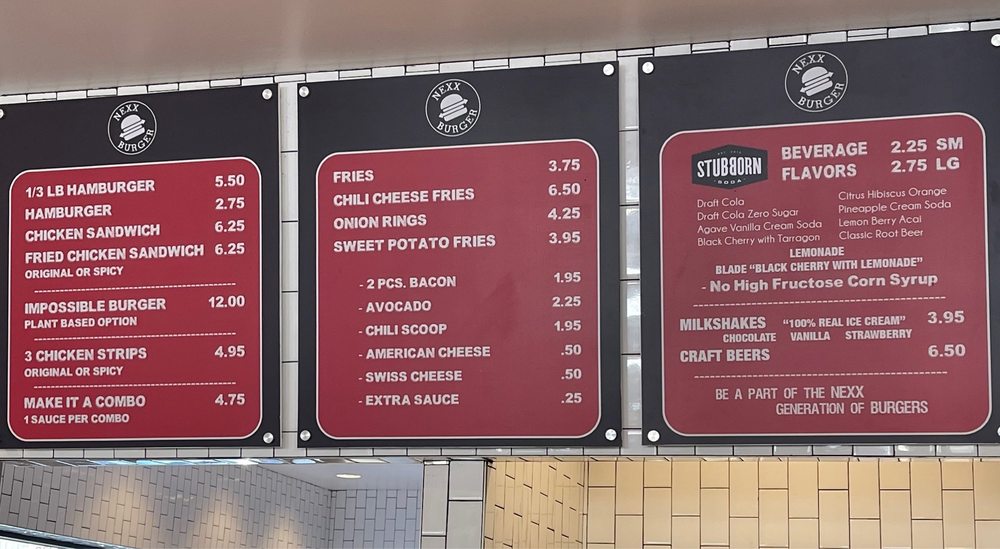 NEXX
BURGER
1/3 LB HAMBURGER 5.50
HAMBURGER 2.75
CHICKEN SANDWICH 6.25
FRIED CHICKEN SANDWICH 6.25
ORIGINAL OR SPICY
IMPOSSIBLE BURGER 12.00
PLANT BASED OPTION
3 CHICKEN STRIPS 4.95
ORIGINAL OR SPICY
MAKE IT A COMBO 4.75
1 SAUCE PER COMBO
NEXX
BURGER
FRIES 3.75
CHILI CHEESE FRIES 6.50
ONION RINGS 4.25
SWEET POTATO FRIES 3.95
- 2 PCS. BACON 1.95
- AVOCADO 2.25
- CHILI SCOOP 1.95
- AMERICAN CHEESE .50
- SWISS CHEESE .50
- EXTRA SAUCE .25
NEXX
BURGER
STUBBORN
SODA
BEVERAGE 2.25 SM
FLAVORS 2.75 LG
Draft Cola
Draft Cola Zero Sugar
Agave Vanilla Cream Soda
Black Cherry with Tarragon
Citrus Hibiscus Orange
Pineapple Cream Soda
Lemon Berry Acai
Classic Root Beer
LEMONADE
BLADE "BLACK CHERRY WITH LEMONADE"
- No High Fructose Corn Syrup
MILKSHAKES "100% REAL ICE CREAM" 3.95
CHOCOLATE VANILLA STRAWBERRY
CRAFT BEERS 6.50
BE A PART OF THE NEXX
GENERATION OF BURGERS